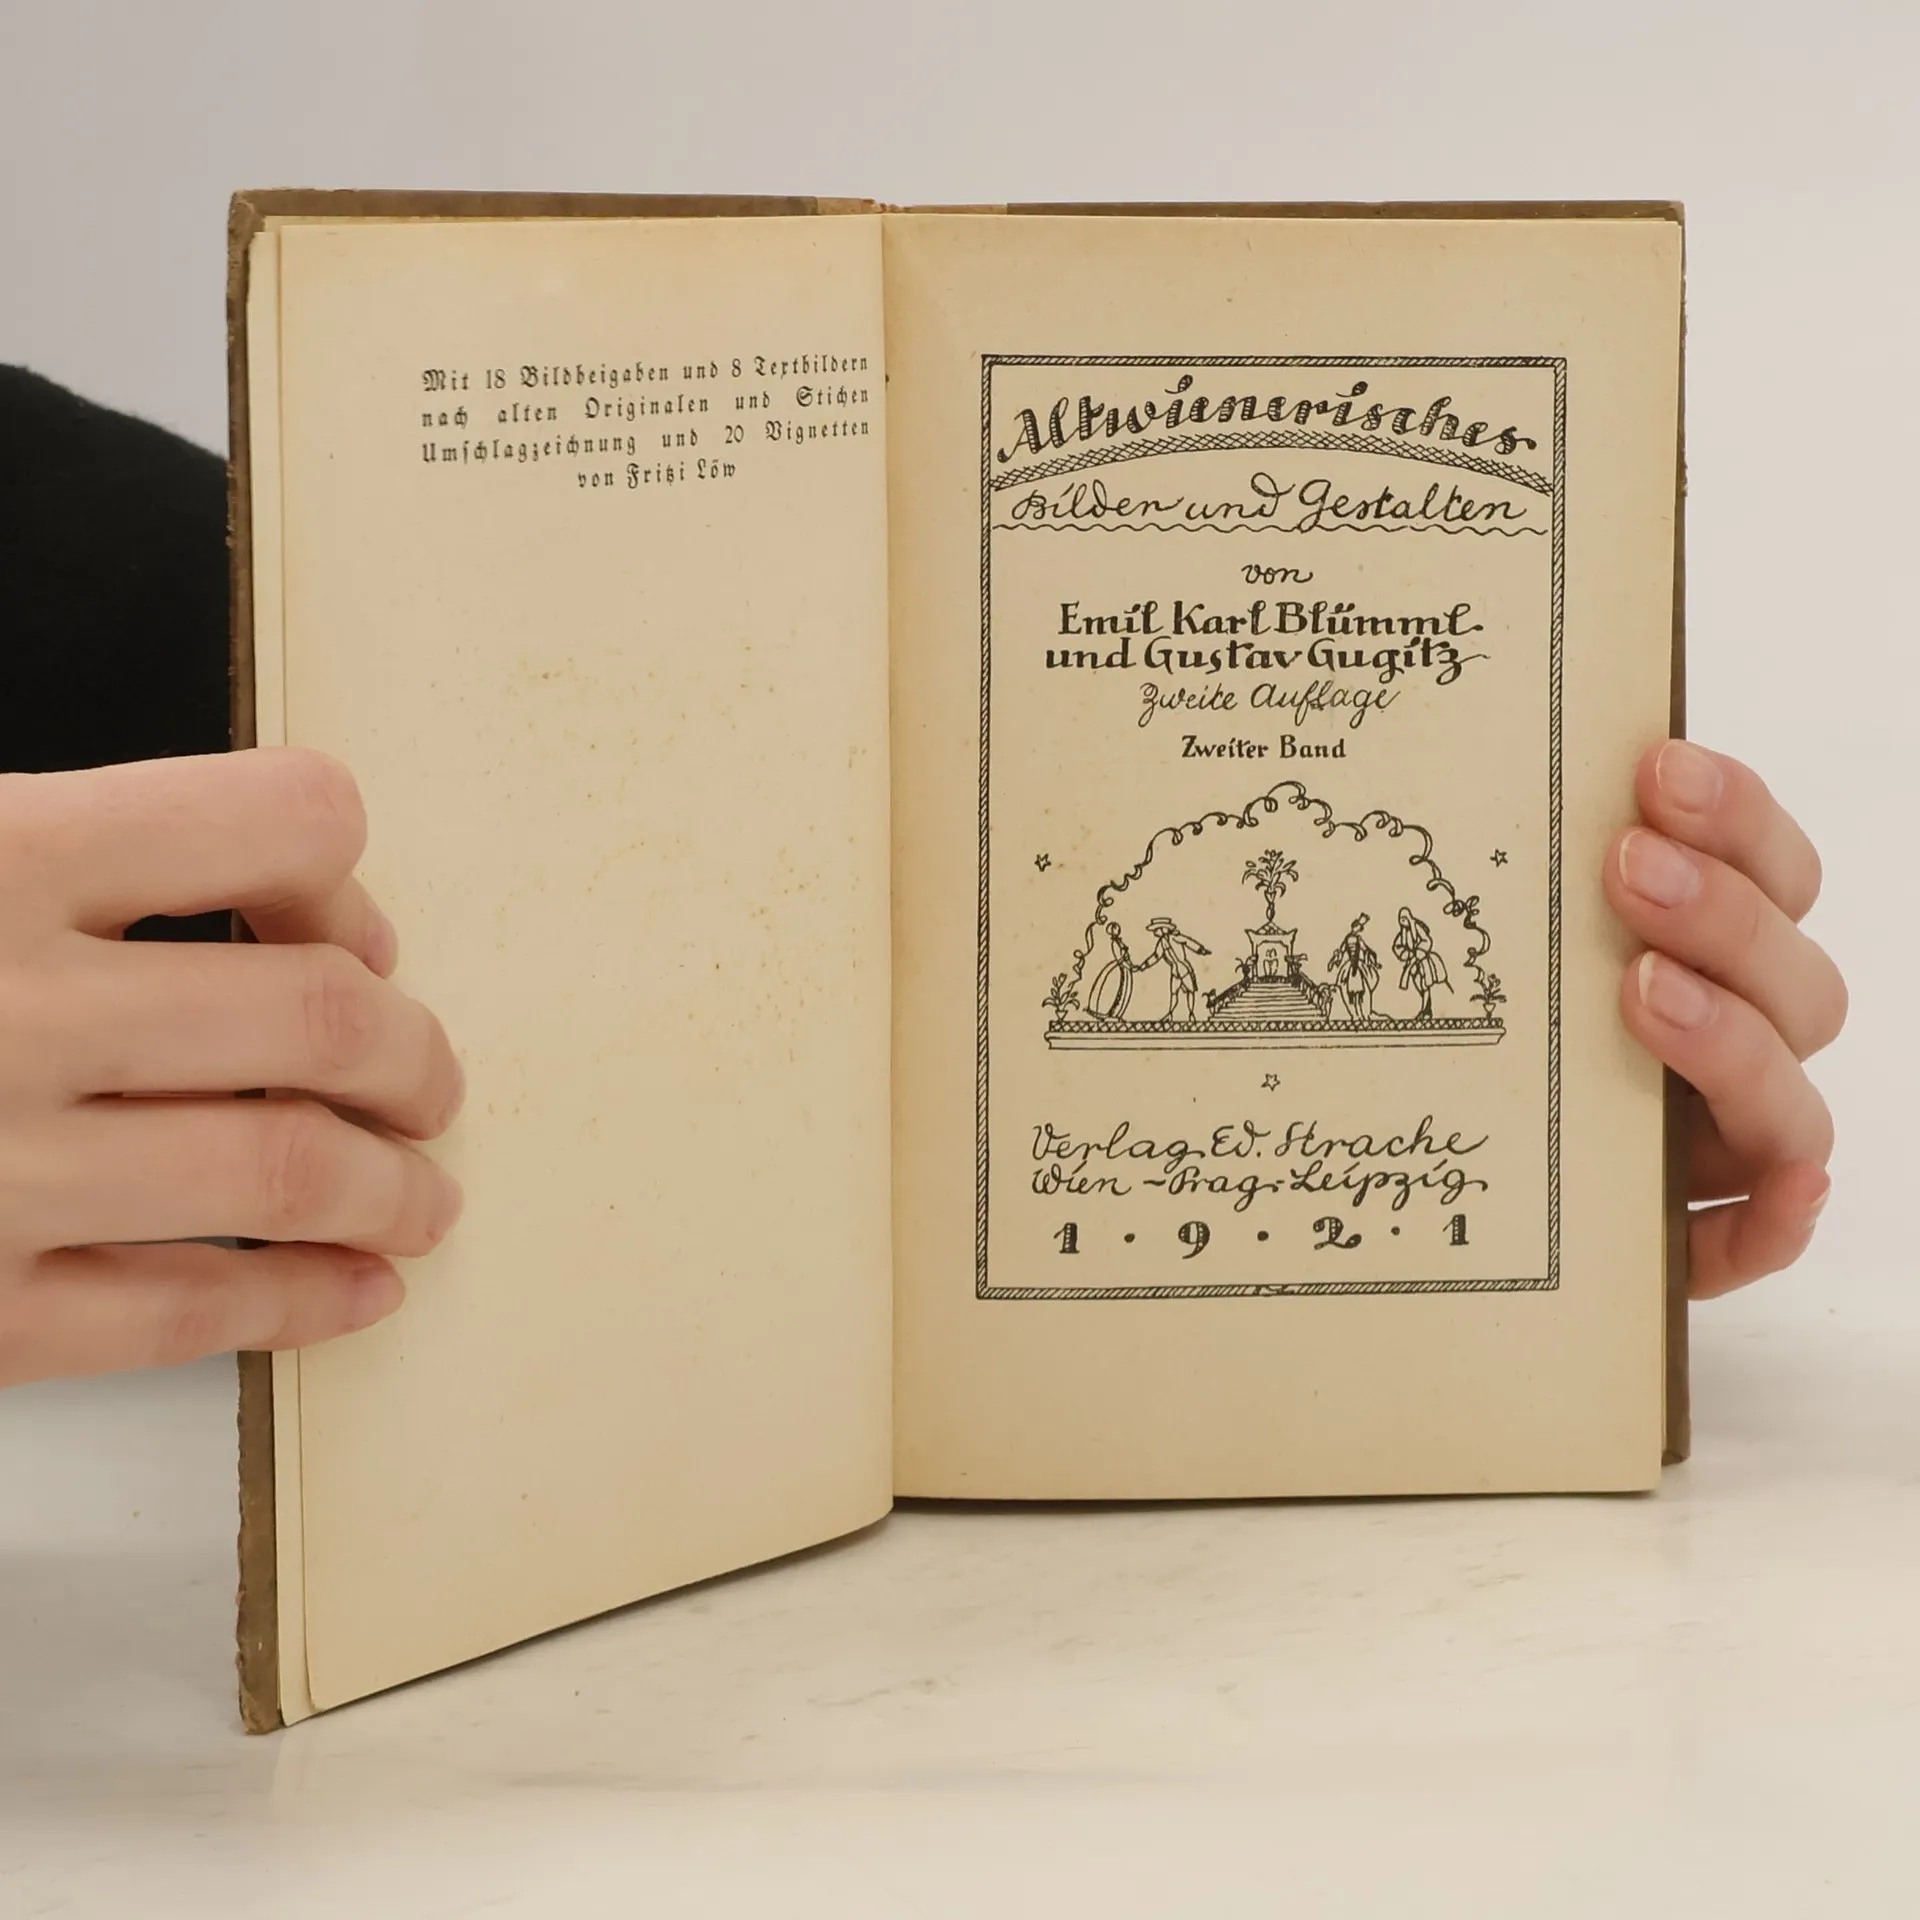 Mit 18 Bildbeigaben und 8 Textbildern
nach alten Originalen und Stichen
Umschlagzeichnung und 20 Vignetten
von Fritzi Löw
Altwienerisches
Bilder und Gestalten
von
Emil Karl Blümml
und Gustav Gugitz
Zweite Auflage
Zweiter Band
Verlag Ed. Strache
Wien - Prag - Leipzig
1 · 9 · 2 · 1